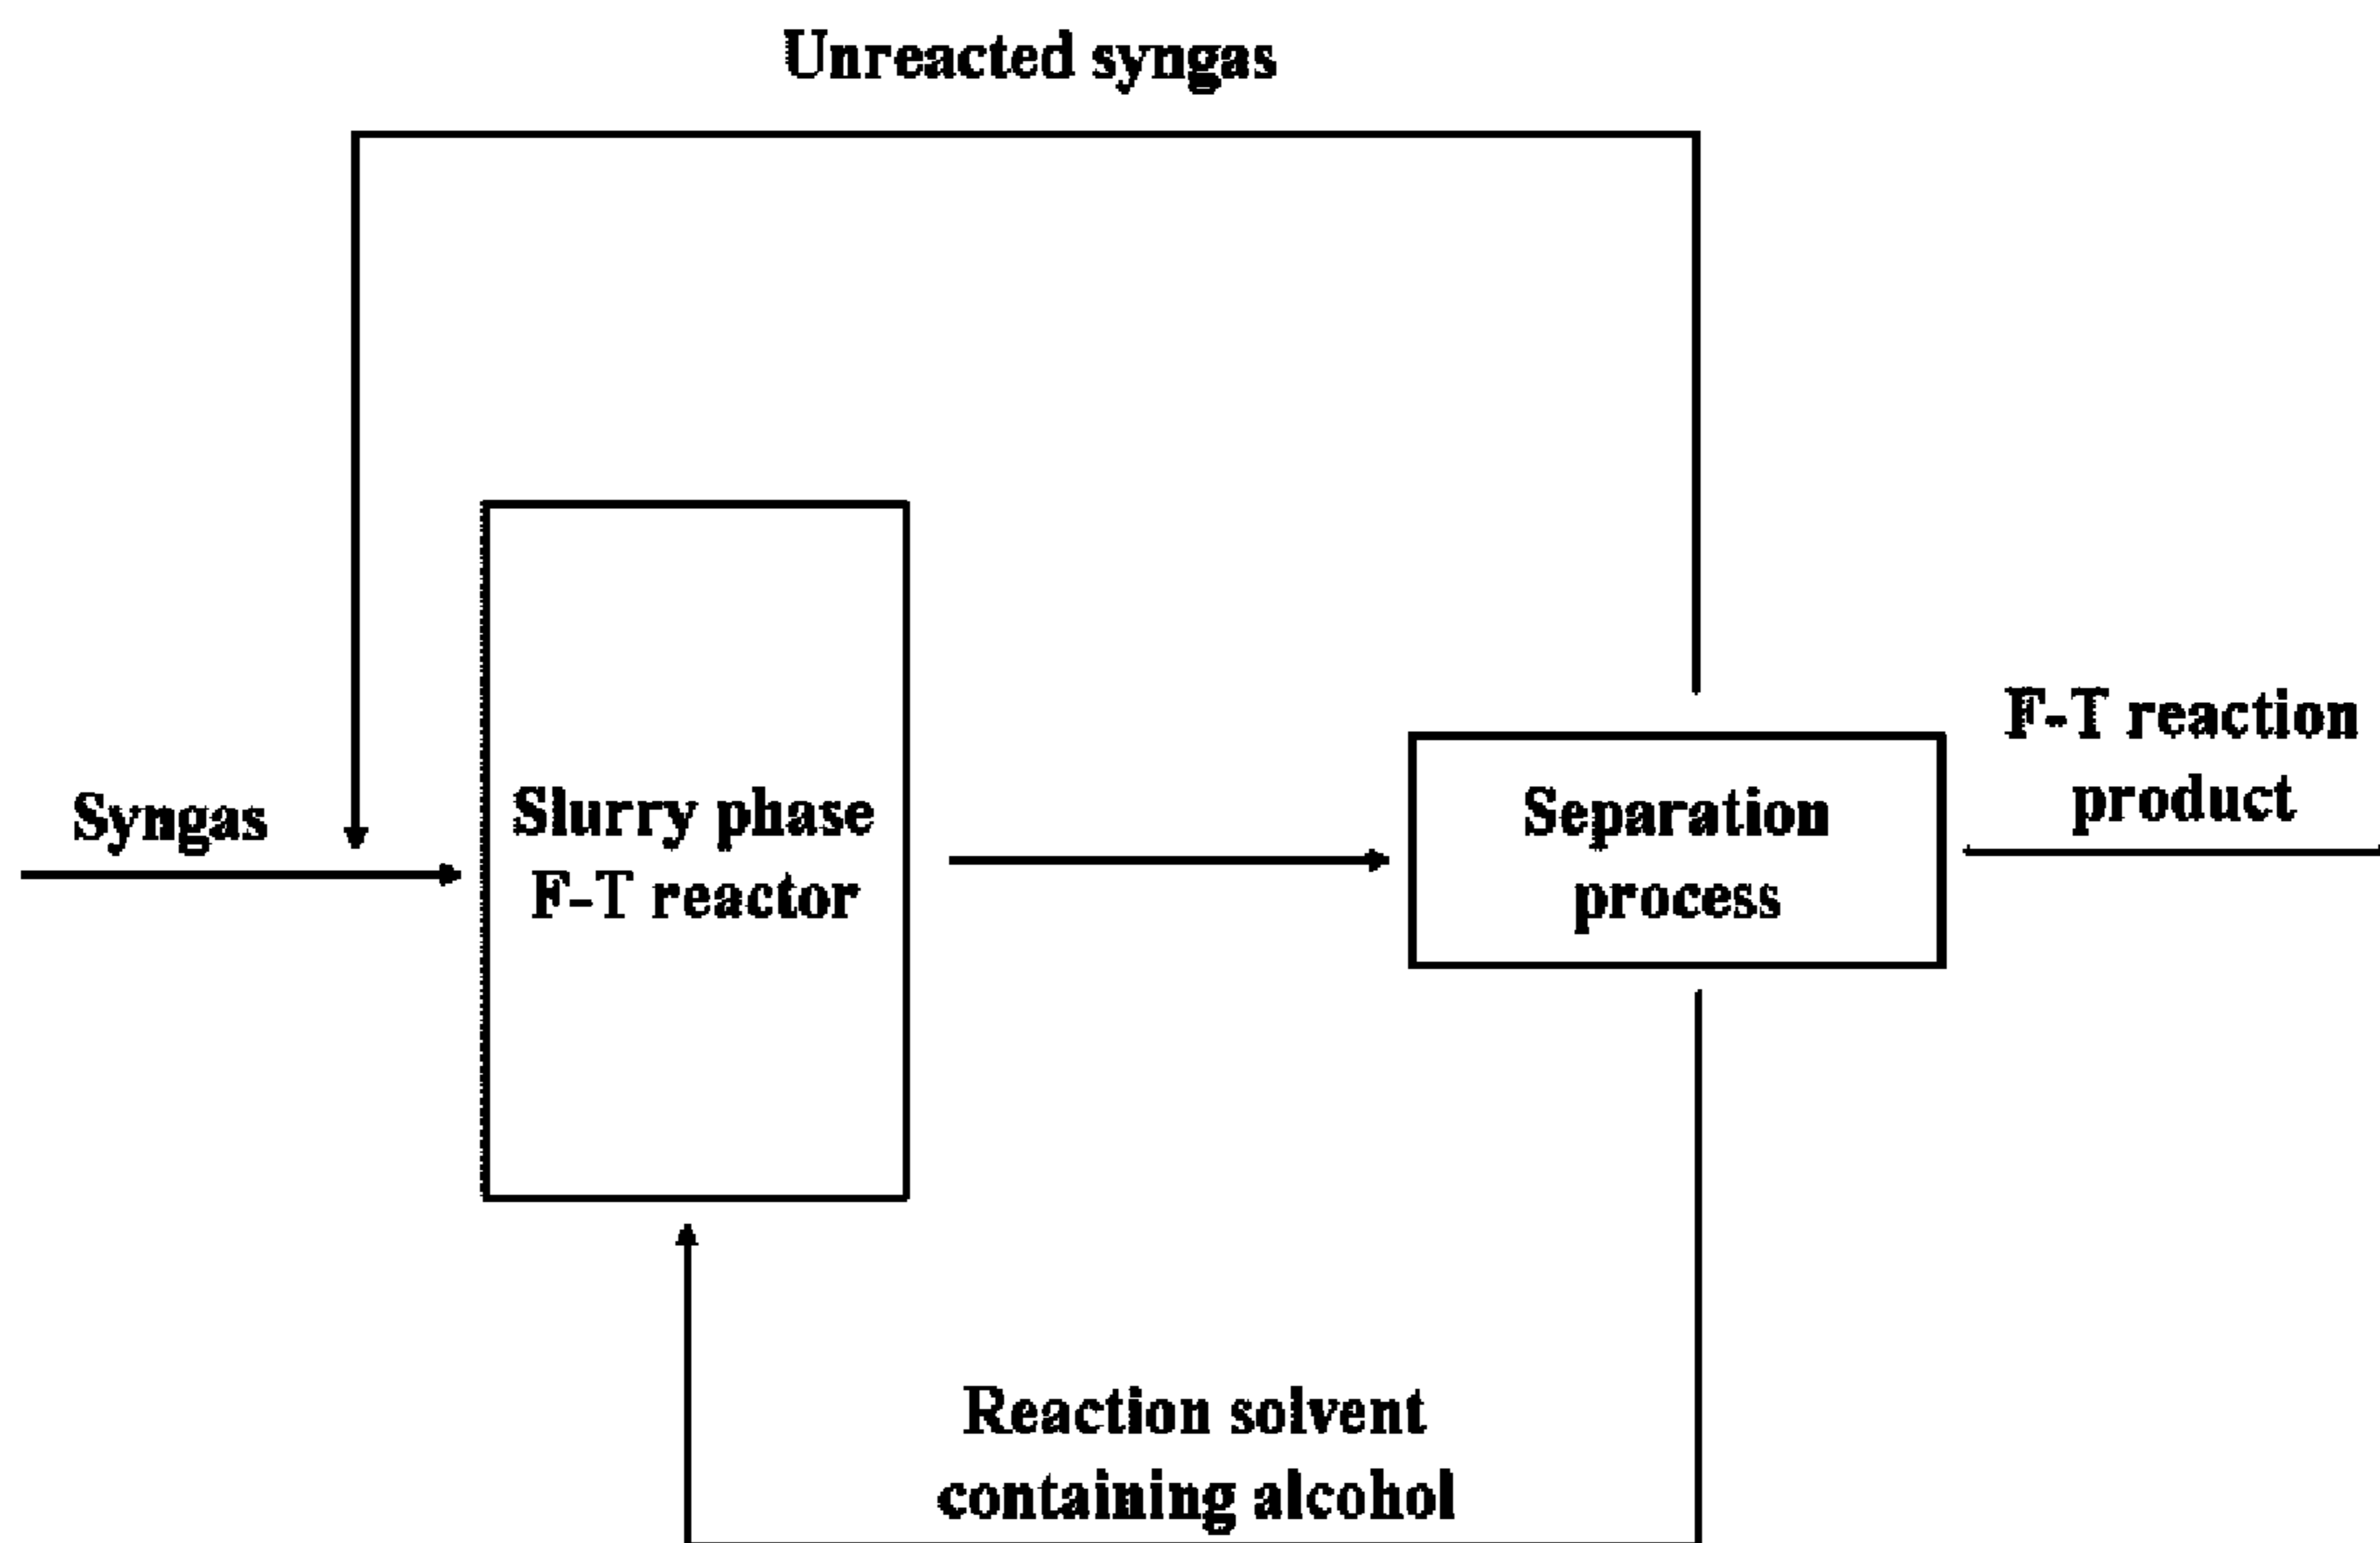 Unreacted syngas
Syngas
Slurry phase
F-T reactor
Separation
process
F-T reaction
product
Reaction solvent
containing alcohol